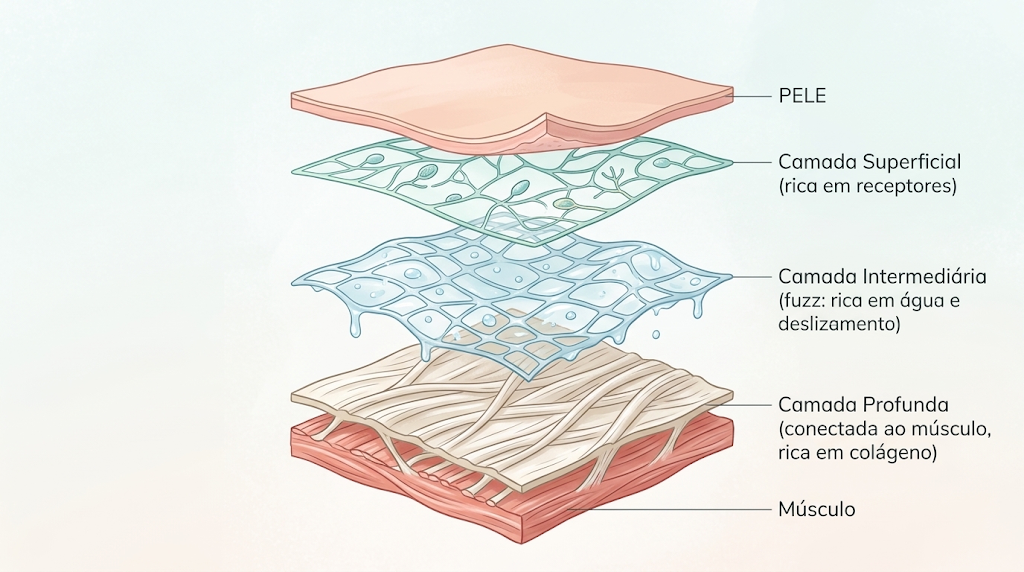 PELE
Camada Superficial
(rica em receptores)
Camada Intermediária
(fuzz: rica em água e
deslizamento)
Camada Profunda
(conectada ao músculo,
rica em colágeno)
Músculo